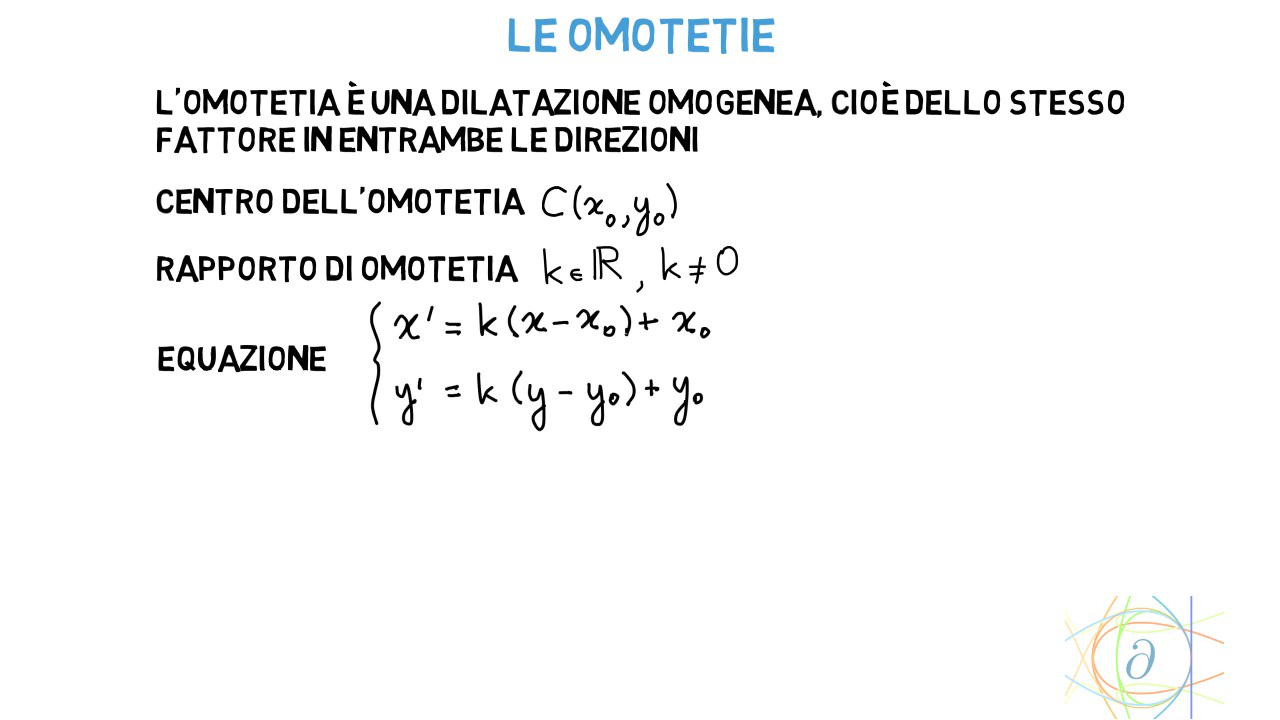 LE OMOTETIE
L'OMOTETIA È UNA DILATAZIONE OMOGENEA, CIOÈ DELLO STESSO
FATTORE IN ENTRAMBE LE DIREZIONI
CENTRO DELL'OMOTETIA C(x₀,y₀)
RAPPORTO DI OMOTETIA k∈ℝ, k≠0
x' = k(x-x₀)+x₀
EQUAZIONE
y' = k(y-y₀)+y₀
∂